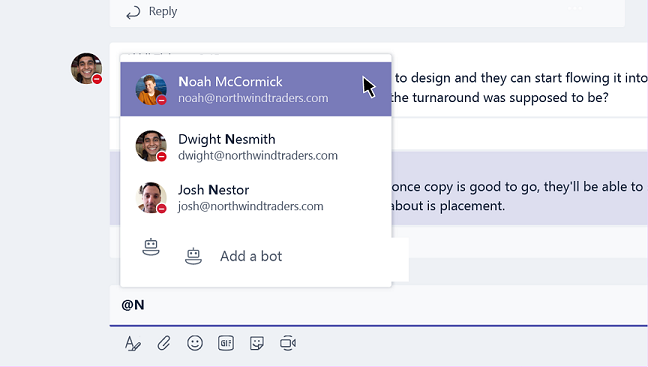 Reply
Noah McCormick
noah@northwindtraders.com
to design and they can start flowing it into
the turnaround was supposed to be?
Dwight Nesmith
dwight@northwindtraders.com
Josh Nestor
josh@northwindtraders.com
once copy is good to go, they'll be able to
about is placement.
Add a bot
@N
GIF